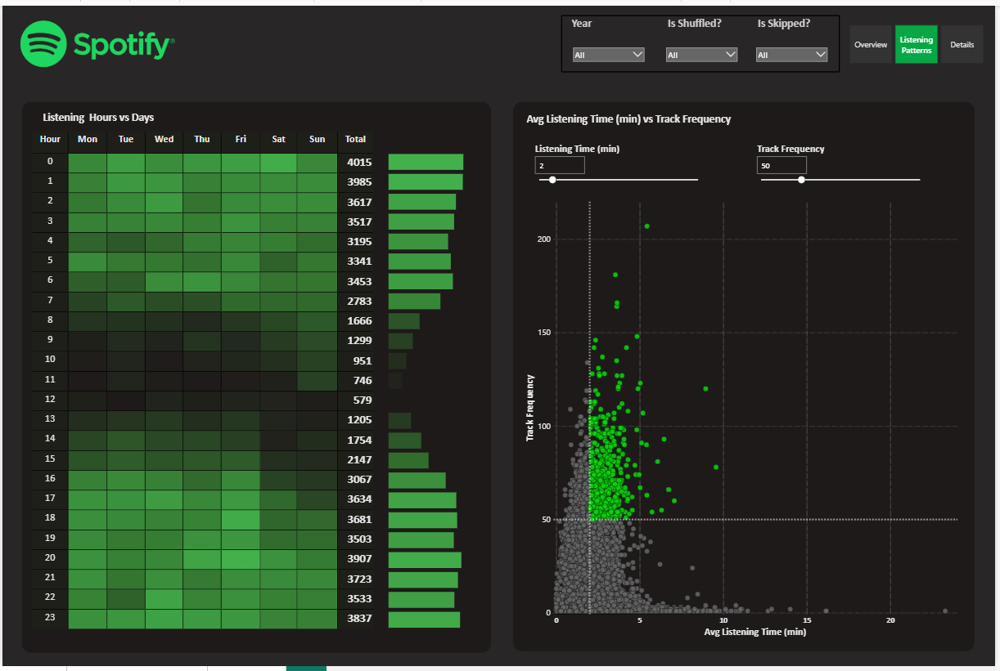 Spotify®
Year Is Shuffled? Is Skipped?
All All All
Overview
Listening
Patterns
Details
Listening Hours vs Days
Hour Mon Tue Wed Thu Fri Sat Sun Total
0 4015
1 3985
2 3617
3 3517
4 3195
5 3341
6 3453
7 2783
8 1666
9 1299
10 951
11 746
12 579
13 1205
14 1754
15 2147
16 3067
17 3634
18 3681
19 3503
20 3907
21 3723
22 3533
23 3837
Avg Listening Time (min) vs Track Frequency
Listening Time (min) Track Frequency
2 50
Track Frequency
200
150
100
50
0
0 5 10 15 20
Avg Listening Time (min)